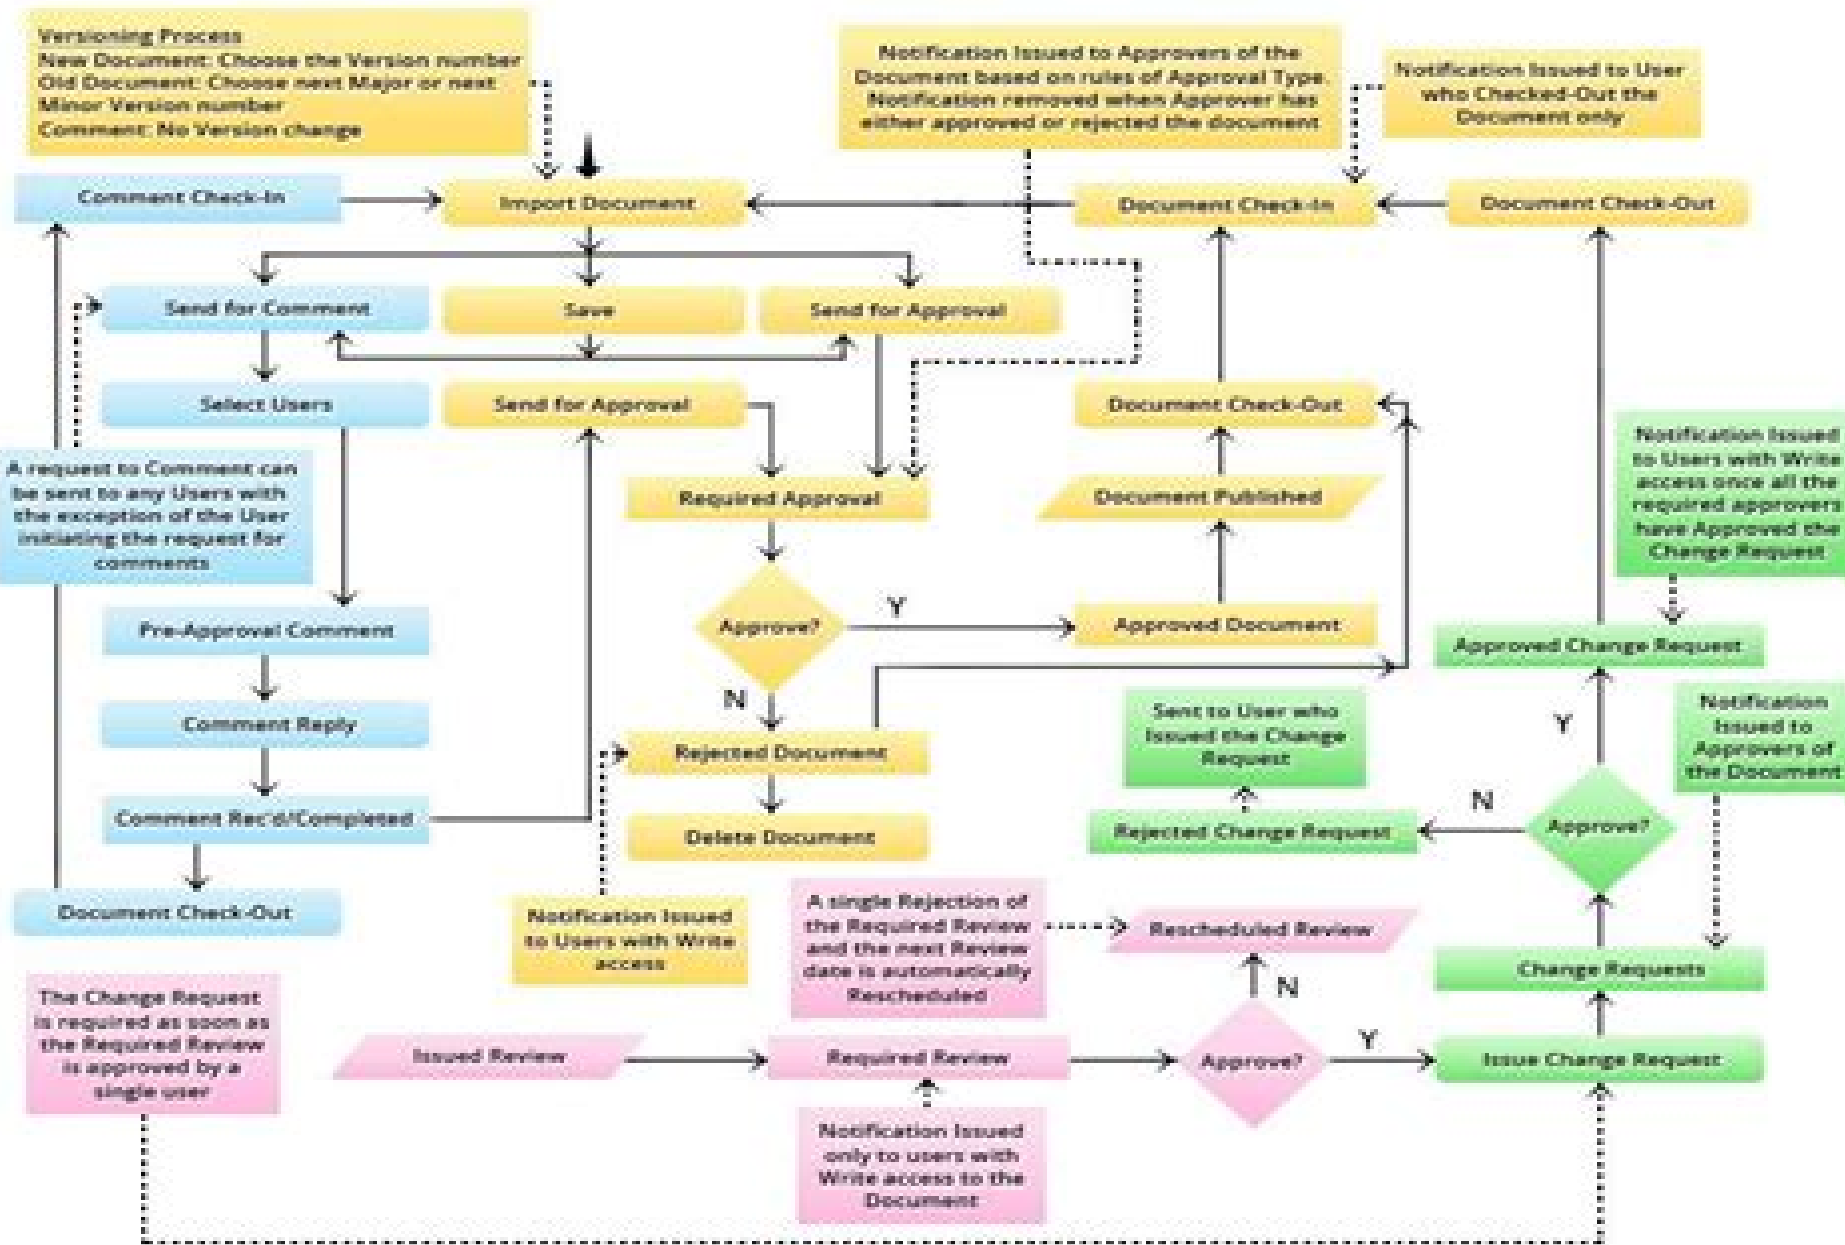 Versioning Process
New Document: Choose the Version number
Old Document: Choose next Major or next
Minor Version number
Comment: No Version change
Notification Issued to Approvers of the
Document based on rules of Approval Type
Notification removed when Approver has
either approved or rejected the document
Notification Issued to User
who Checked-Out the
Document only
Comment Check-In
Import Document
Document Check-In
Document Check-Out
Send for Comment
Save
Send for Approval
Select Users
Send for Approval
Document Check-Out
Notification Issued
to Users with Write
access once all the
required approvers
have Approved the
Change Request
A request to Comment can
be sent to any Users with
the exception of the User
initiating the request for
comments
Required Approval
Document Published
Pre-Approval Comment
Approve?
Y
Approved Document
Approved Change Request
N
Comment Reply
Rejected Document
Sent to User who
Issued the Change
Request
Y
Notification
Issued to
Approvers of
the Document
Comment Rec'd/Completed
Delete Document
Rejected Change Request
N
Approve?
Document Check-Out
Notification Issued
to Users with Write
access
A single Rejection of
the Required Review
and the next Review
date is automatically
Rescheduled
Rescheduled Review
Change Requests
The Change Request
is required as soon as
the Required Review
is approved by a
single user
N
Issued Review
Required Review
Approve?
Y
Issue Change Request
Notification Issued
only to users with
Write access to the
Document